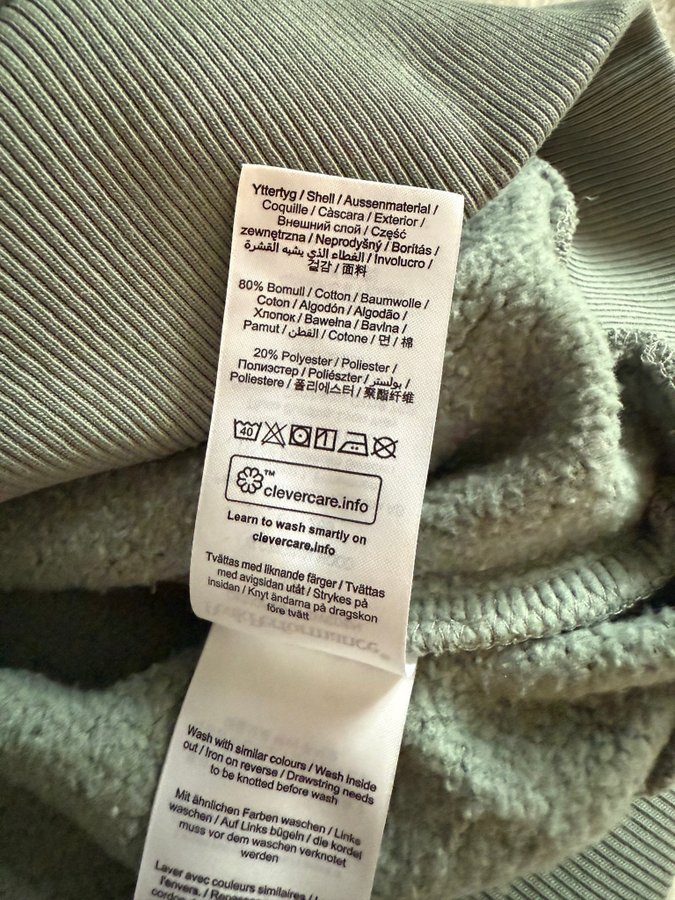 Yttertyg / Shell / Aussenmaterial /
Coquille / Càscara / Exterior /
Внешний слой / Część
zewnętrzna / Neprodyšný / Borítás /
الغطاء الذي يشبه القشرة / Involucro /
겉감 / 面料
80% Bomull / Cotton / Baumwolle /
Coton / Algodón / Algodão /
Хлопок / Bawełna / Bavlna /
Pamut / القطن / Cotone / 면 / 棉
20% Polyester / Poliester /
Полиэстер / Poliészter / بولستر /
Poliestere / 폴리에스터 / 聚酯纤维
40
™
clevercare.info
Learn to wash smartly on
clevercare.info
Tvättas med liknande färger / Tvättas
med avigsidan utåt / Strykes på
insidan / Knyt ändarna på dragskon
före tvätt
Wash with similar colours / Wash inside
out / Iron on reverse / Drawstring needs
to be knotted before wash
Mit ähnlichen Farben waschen / Links
waschen / Auf Links bügeln / die kordel
muss vor dem waschen verknotet
werden
Laver avec couleurs similaires /
l'envers. /